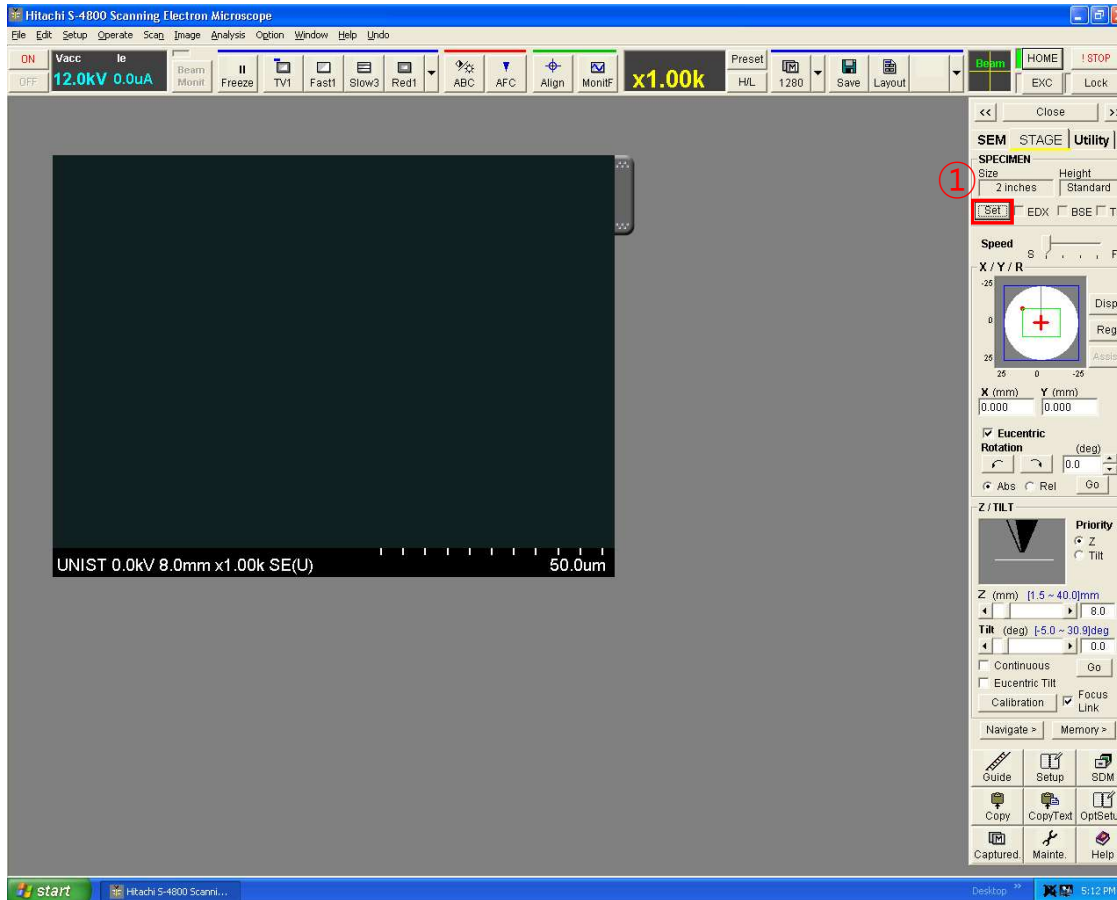 Hitachi S-4800 Scanning Electron Microscope
File Edit Setup Operate Scan Image Analysis Option Window Help Undo
ON Vacc Ie Beam Monit Freeze TV1 Fast1 Slow3 Red1 ABC AFC Align MonitF x1.00k Preset 1280 Save Layout Beam HOME ! STOP
OFF 12.0kV 0.0uA H/L EXC Lock
<< Close >
SEM STAGE Utility
SPECIMEN
Size Height
① 2 inches Standard
Set EDX BSE T
Speed S F
X / Y / R
-25
0
25
25 0 -25
Disp
Reg
Assis
X (mm) Y (mm)
0.000 0.000
Eucentric
Rotation (deg)
0.0
Abs Rel Go
Z / TILT
Priority
Z
Tilt
Z (mm) [1.5 ~ 40.0]mm
8.0
Tilt (deg) [-5.0 ~ 30.9]deg
0.0
Continuous Go
Eucentric Tilt
Calibration Focus Link
Navigate > Memory >
Guide Setup SDM
Copy CopyText OptSetu
Captured. Mainte. Help
UNIST 0.0kV 8.0mm x1.00k SE(U) 50.0um
start Hitachi S-4800 Scanni... Desktop » 5:12 PM